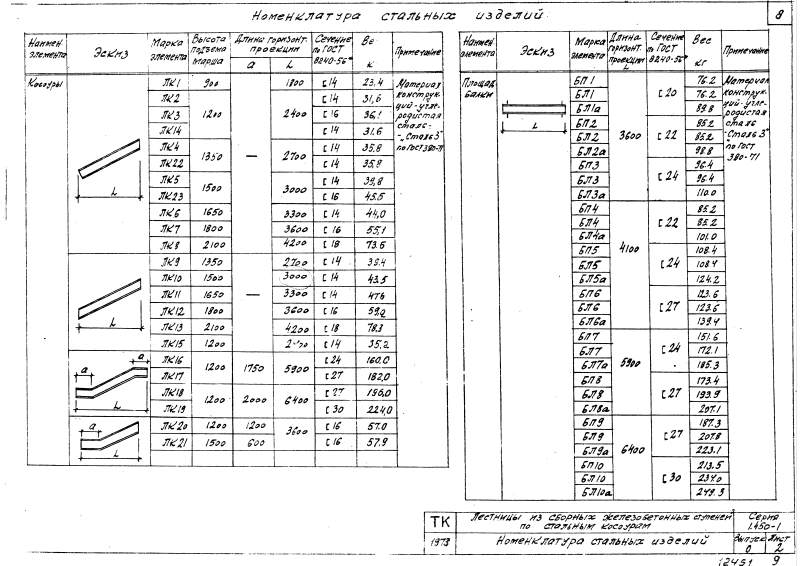 Номенклатура стальных изделий
8
Наимен. элемента | Эскиз | Марка элемента | Высота подъема марша | Длина горизонт. проекции | Сечение по ГОСТ 8240-56* | Вес к | Примечание
a | L
Косоуры
ЛК1 | 900 | 1800 | [14 | 23,4
ЛК2 | 1200 | 2400 | [14 | 31,6
ЛК3 | [16 | 36,1
ЛК14 | [14 | 31.6
ЛК4 | 1350 | — | 2700 | [14 | 35,8
ЛК22 | [14 | 35,8
ЛК5 | 1500 | 3000 | [14 | 39,8
ЛК23 | [16 | 45.5
ЛК6 | 1650 | 3300 | [14 | 44,0
ЛК7 | 1800 | 3600 | [16 | 55,1
ЛК8 | 2100 | 4200 | [18 | 73.6
Материал конструкций-углеродистая сталь- "Сталь 3" по ГОСТ 380-71
L
ЛК9 | 1350 | 2700 | [14 | 38.4
ЛК10 | 1500 | 3000 | [14 | 43.5
ЛК11 | 1650 | — | 3300 | [14 | 47.6
ЛК12 | 1800 | 3600 | [16 | 59,2
ЛК13 | 2100 | 4200 | [18 | 78,3
ЛК15 | 1200 | 2400 | [14 | 35,2
L
ЛК16 | 1200 | 1750 | 5900 | [24 | 160,0
ЛК17 | [27 | 182,0
ЛК18 | 1200 | 2000 | 6400 | [27 | 196,0
ЛК19 | [30 | 224,0
a
a
L
ЛК20 | 1200 | 1200 | 3600 | [16 | 57.0
ЛК21 | 1500 | 600 | [16 | 57.9
a
L
Наимен. элемента | Эскиз | Марка элемента | Длина горизонт. проекции L | Сечение по ГОСТ 8240-56* | Вес кг | Примечание
Площад. балки
L
БП1 | 3600 | [20 | 76.2
БЛ1 | 76.2
БЛ1а | 89.8
БП2 | [22 | 85.2
БЛ2 | 85.2
БЛ2а | 98.8
БП3 | [24 | 96.4
БЛ3 | 96.4
БЛ3а | 110.0
БП4 | 4100 | [22 | 85.2
БЛ4 | 85.2
БЛ4а | 101.0
БП5 | [24 | 108.4
БЛ5 | 108.4
БЛ5а | 124.2
БП6 | [27 | 123.6
БЛ6 | 123.6
БЛ6а | 139.4
БП7 | 5900 | [24 | 151.6
БЛ7 | 172.1
БЛ7а | 185.3
БП8 | [27 | 173.4
БЛ8 | 193.9
БЛ8а | 207.1
БП9 | 6400 | [27 | 187.3
БЛ9 | 207.8
БЛ9а | 223.1
БП10 | [30 | 213.5
БЛ10 | 234.0
БЛ10а | 249.3
Материал конструкций-углеродистая сталь "Сталь 3" по ГОСТ 380-71
ТК
1973
Лестницы из сборных железобетонных ступеней по стальным косоурам
Серия 1.450-1
Номенклатура стальных изделий
Выпуск 0
Лист 2
12451 9